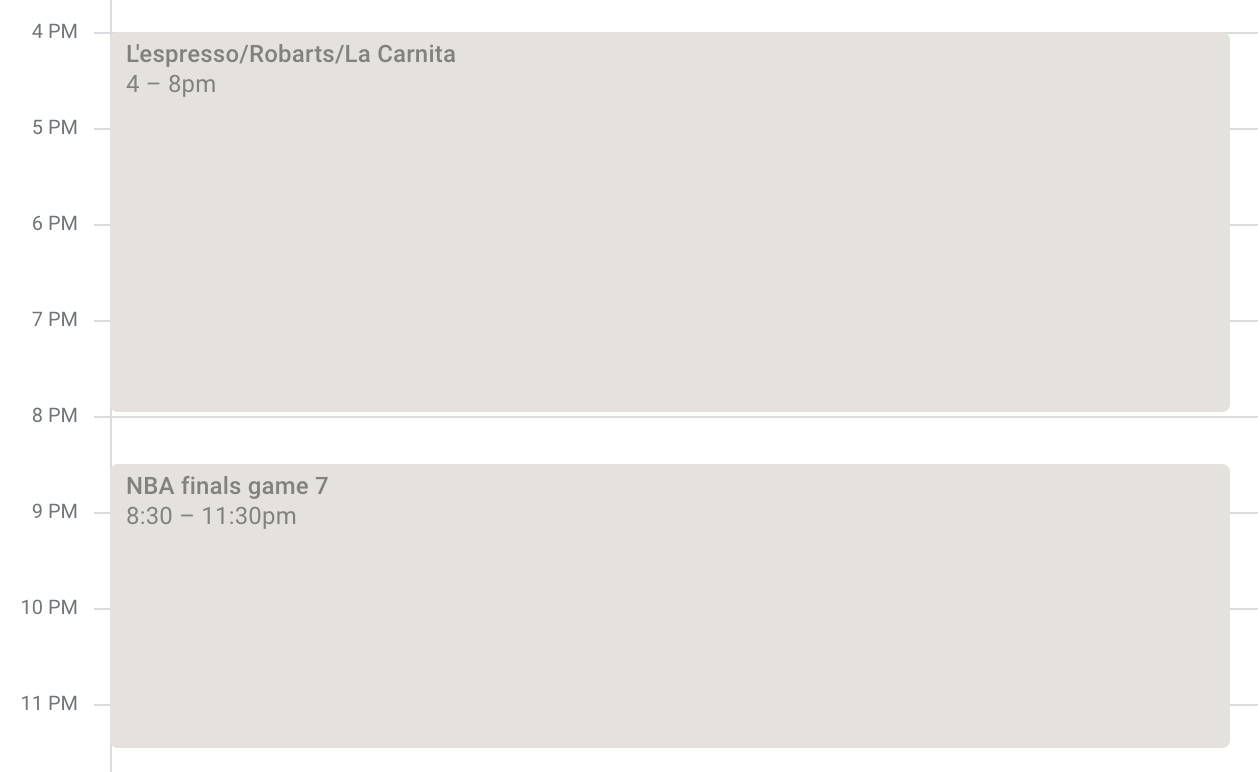 4 PM
L'espresso/Robarts/La Carnita
4 – 8pm
5 PM
6 PM
7 PM
8 PM
NBA finals game 7
9 PM
8:30 – 11:30pm
10 PM
11 PM